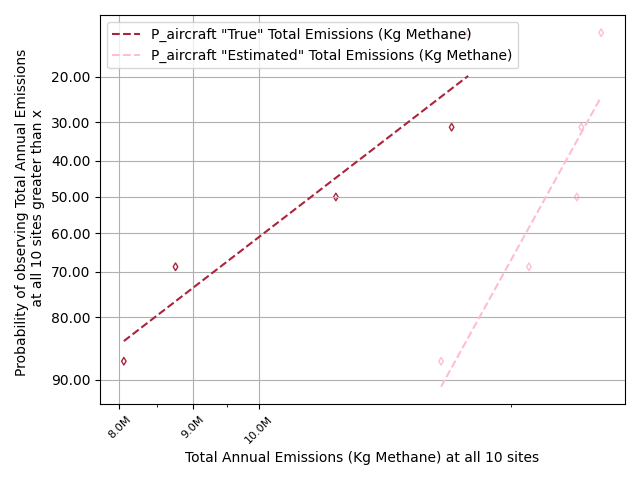 P_aircraft "True" Total Emissions (Kg Methane)
P_aircraft "Estimated" Total Emissions (Kg Methane)
Probability of observing Total Annual Emissions
at all 10 sites greater than x
20.00
30.00
40.00
50.00
60.00
70.00
80.00
90.00
8.0M
9.0M
10.0M
Total Annual Emissions (Kg Methane) at all 10 sites